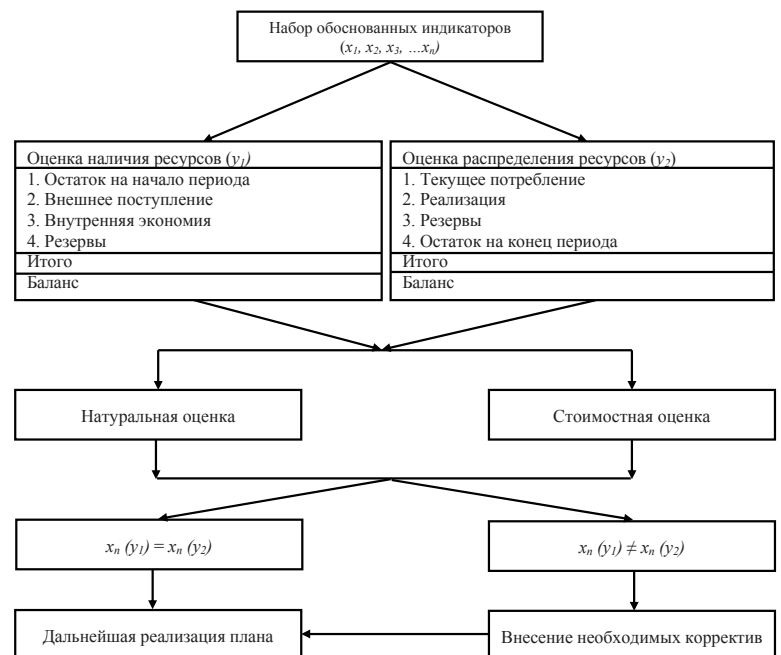 Набор обоснованных индикаторов
(x₁, x₂, x₃, …xₙ)
Оценка наличия ресурсов (y₁)
1. Остаток на начало периода
2. Внешнее поступление
3. Внутренняя экономия
4. Резервы
Итого
Баланс
Оценка распределения ресурсов (y₂)
1. Текущее потребление
2. Реализация
3. Резервы
4. Остаток на конец периода
Итого
Баланс
Натуральная оценка
Стоимостная оценка
xₙ (y₁) = xₙ (y₂)
xₙ (y₁) ≠ xₙ (y₂)
Дальнейшая реализация плана
Внесение необходимых корректив